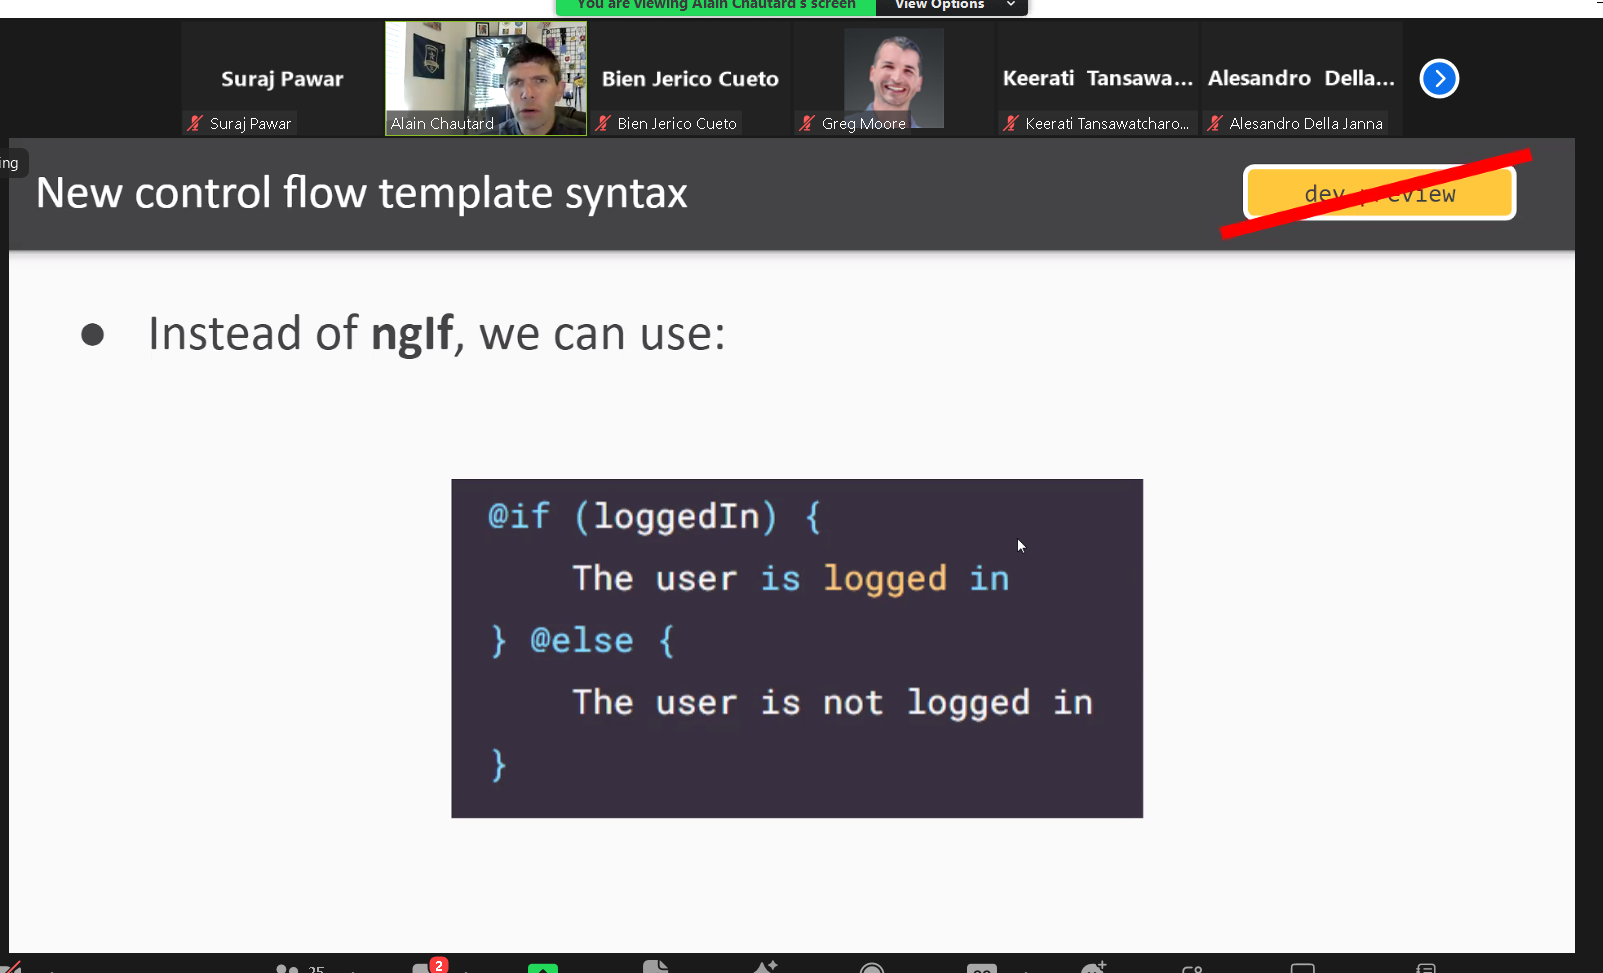 You are viewing Alain Chautard's screen
View Options
Suraj Pawar
Bien Jerico Cueto
Keerati Tansawa...
Alesandro Della...
Suraj Pawar
Alain Chautard
Bien Jerico Cueto
Greg Moore
Keerati Tansawatcharo...
Alesandro Della Janna
ing
New control flow template syntax
dev preview
● Instead of ngIf, we can use:
@if (loggedIn) {
The user is logged in
} @else {
The user is not logged in
}
25
2